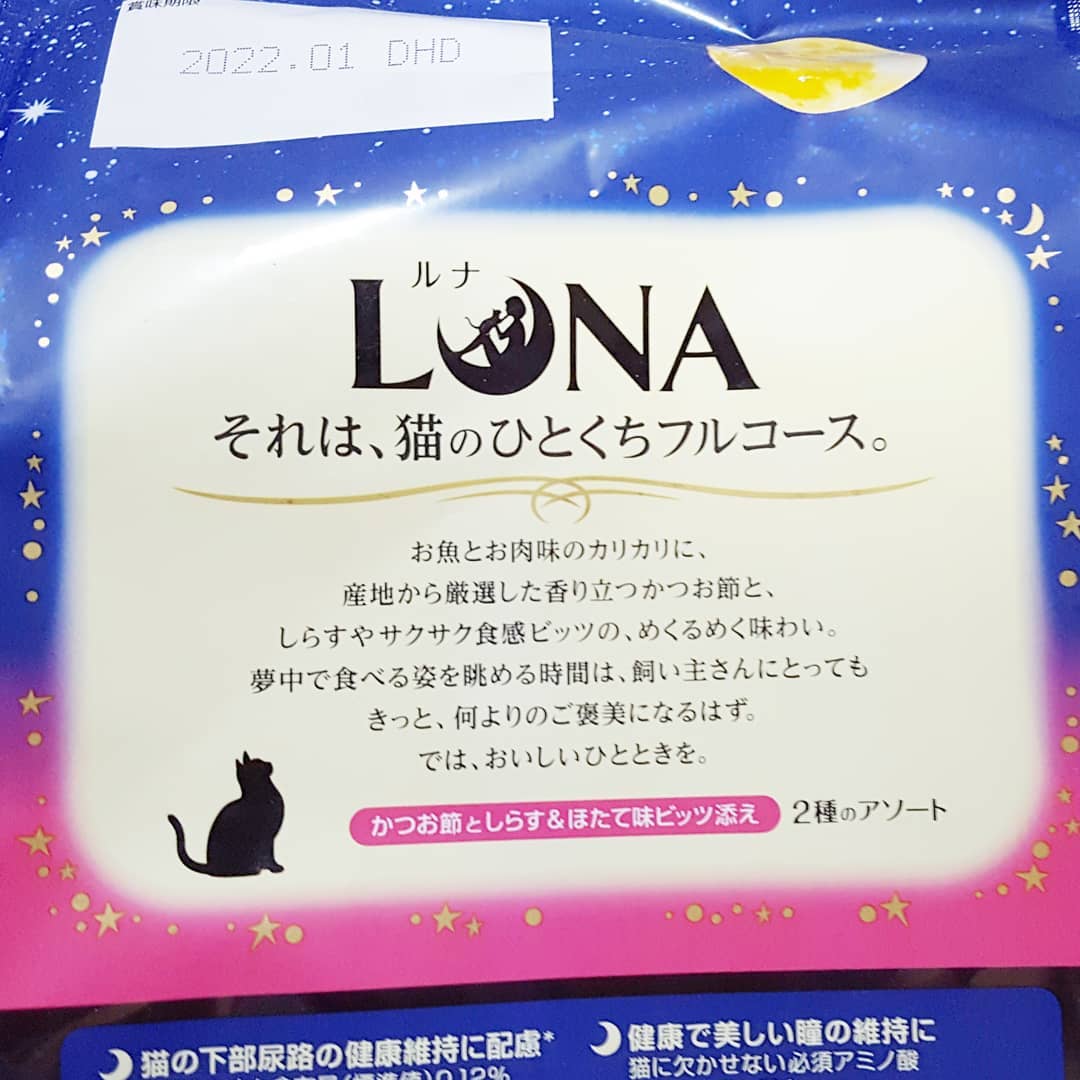 賞味期限
2022.01 DHD
ルナ
LUNA
それは、猫のひとくちフルコース。
お魚とお肉味のカリカリに、
産地から厳選した香り立つかつお節と、
しらすやサクサク食感ビッツの、めくるめく味わい。
夢中で食べる姿を眺める時間は、飼い主さんにとっても
きっと、何よりのご褒美になるはず。
では、おいしいひとときを。
かつお節としらす&ほたて味ビッツ添え 2種のアソート
猫の下部尿路の健康維持に配慮*
(標準値)0.12%
健康で美しい瞳の維持に
猫に欠かせない必須アミノ酸